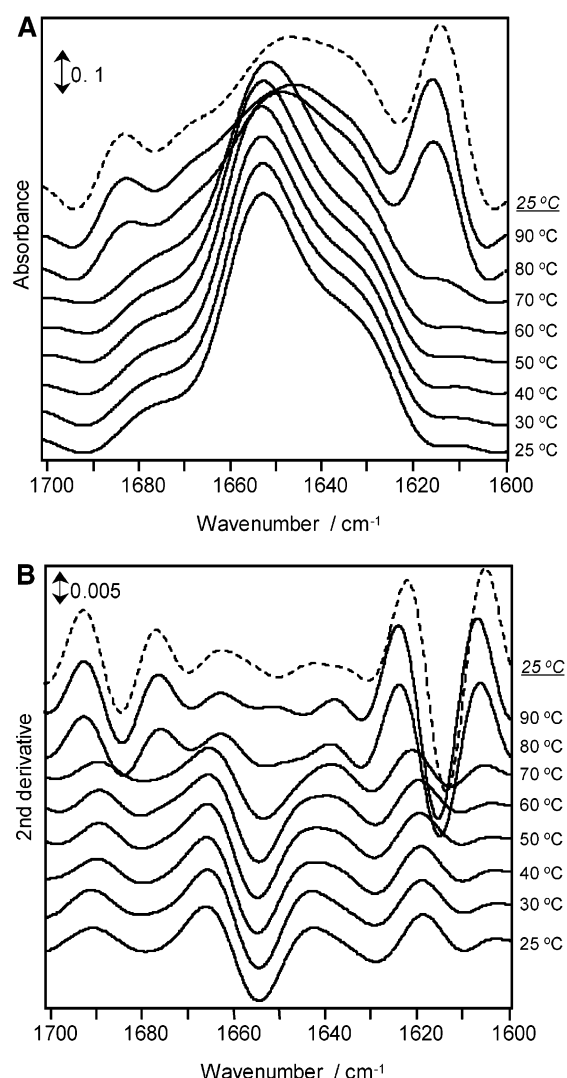 A
0. 1
Absorbance
25 ºC
90 ºC
80 ºC
70 ºC
60 ºC
50 ºC
40 ºC
30 ºC
25 ºC
1700 1680 1660 1640 1620 1600
Wavenumber / cm-1
B
0.005
2nd derivative
25 ºC
90 ºC
80 ºC
70 ºC
60 ºC
50 ºC
40 ºC
30 ºC
25 ºC
1700 1680 1660 1640 1620 1600
Wavenumber / cm-1